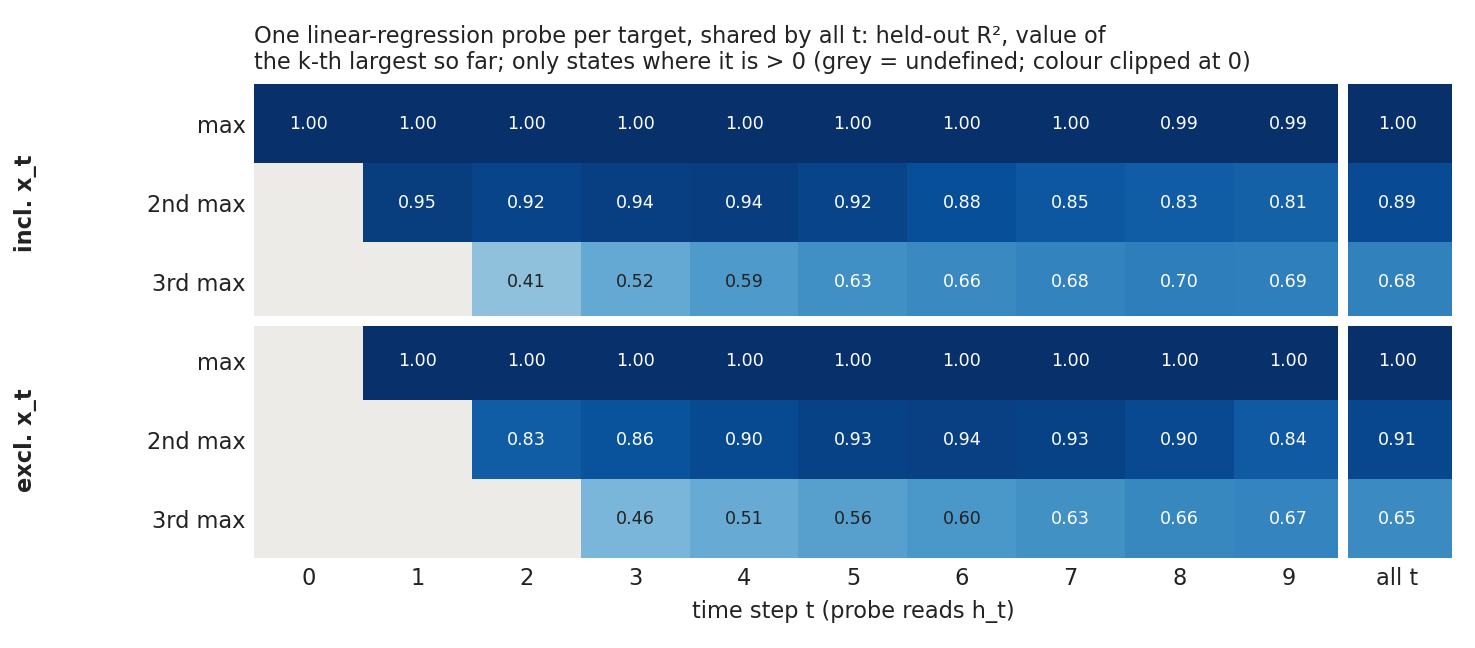 One linear-regression probe per target, shared by all t: held-out R², value of
the k-th largest so far; only states where it is > 0 (grey = undefined; colour clipped at 0)
incl. x_t
max 1.00 1.00 1.00 1.00 1.00 1.00 1.00 1.00 0.99 0.99 1.00
2nd max 0.95 0.92 0.94 0.94 0.92 0.88 0.85 0.83 0.81 0.89
3rd max 0.41 0.52 0.59 0.63 0.66 0.68 0.70 0.69 0.68
excl. x_t
max 1.00 1.00 1.00 1.00 1.00 1.00 1.00 1.00 1.00 1.00
2nd max 0.83 0.86 0.90 0.93 0.94 0.93 0.90 0.84 0.91
3rd max 0.46 0.51 0.56 0.60 0.63 0.66 0.67 0.65
0 1 2 3 4 5 6 7 8 9 all t
time step t (probe reads h_t)